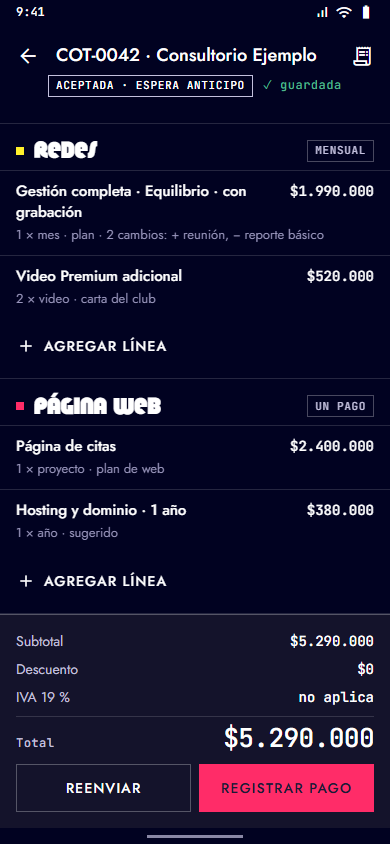 9:41
COT-0042 · Consultorio Ejemplo
ACEPTADA · ESPERA ANTICIPO
✓ guardada
Redes
MENSUAL
Gestión completa · Equilibrio · con
grabación
$1.990.000
1 × mes · plan · 2 cambios: + reunión, − reporte básico
Video Premium adicional
$520.000
2 × video · carta del club
+ AGREGAR LÍNEA
Página web
UN PAGO
Página de citas
$2.400.000
1 × proyecto · plan de web
Hosting y dominio · 1 año
$380.000
1 × año · sugerido
+ AGREGAR LÍNEA
Subtotal
$5.290.000
Descuento
$0
IVA 19 %
no aplica
Total
$5.290.000
REENVIAR
REGISTRAR PAGO